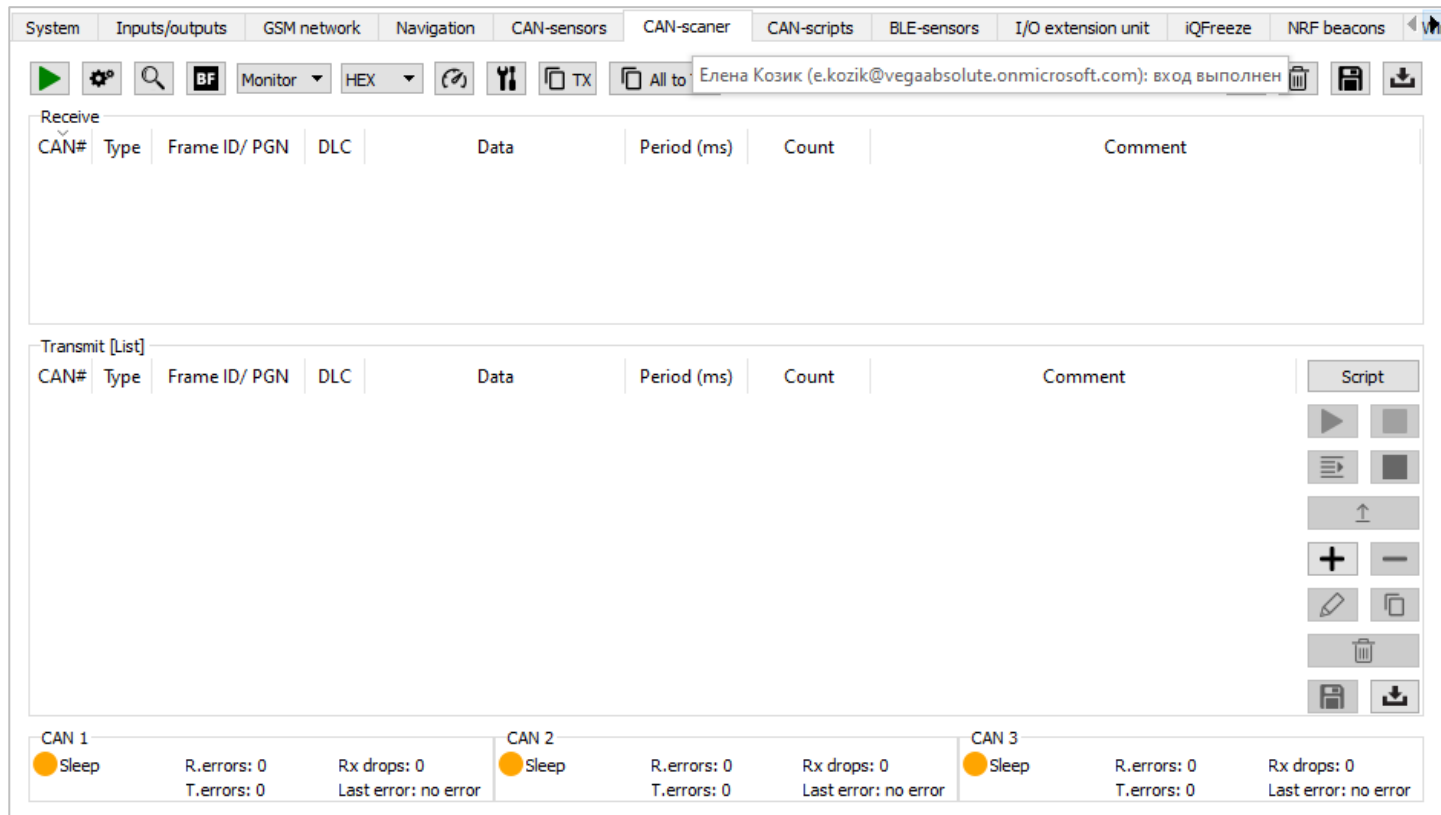 System Inputs/outputs GSM network Navigation CAN-sensors CAN-scaner CAN-scripts BLE-sensors I/O extension unit iQFreeze NRF beacons
BF Monitor HEX TX All to Елена Козик (e.kozik@vegaabsolute.onmicrosoft.com): вход выполнен
Receive
CAN# Type Frame ID/ PGN DLC Data Period (ms) Count Comment
Transmit [List]
CAN# Type Frame ID/ PGN DLC Data Period (ms) Count Comment Script
CAN 1 CAN 2 CAN 3
Sleep R.errors: 0 Rx drops: 0 Sleep R.errors: 0 Rx drops: 0 Sleep R.errors: 0 Rx drops: 0
T.errors: 0 Last error: no error T.errors: 0 Last error: no error T.errors: 0 Last error: no error